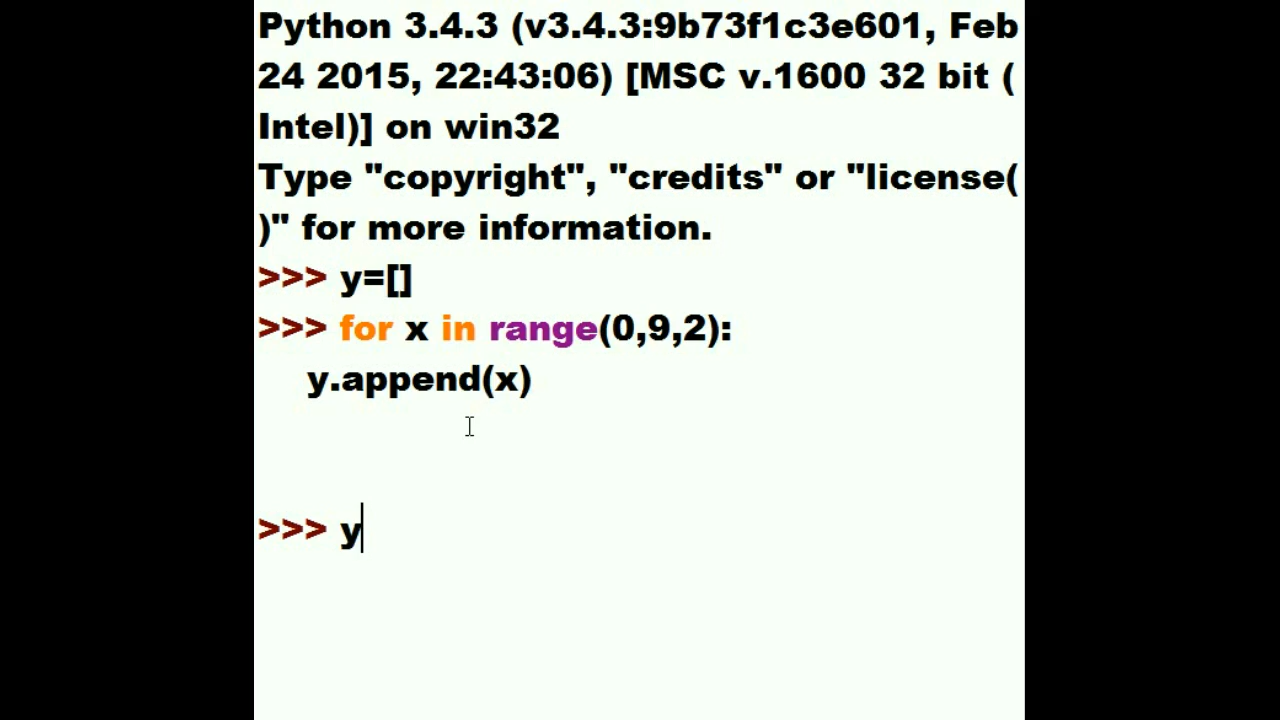 Python 3.4.3 (v3.4.3:9b73f1c3e601, Feb
24 2015, 22:43:06) [MSC v.1600 32 bit (
Intel)] on win32
Type "copyright", "credits" or "license(
)" for more information.
>>> y=[]
>>> for x in range(0,9,2):
    y.append(x)
>>> y